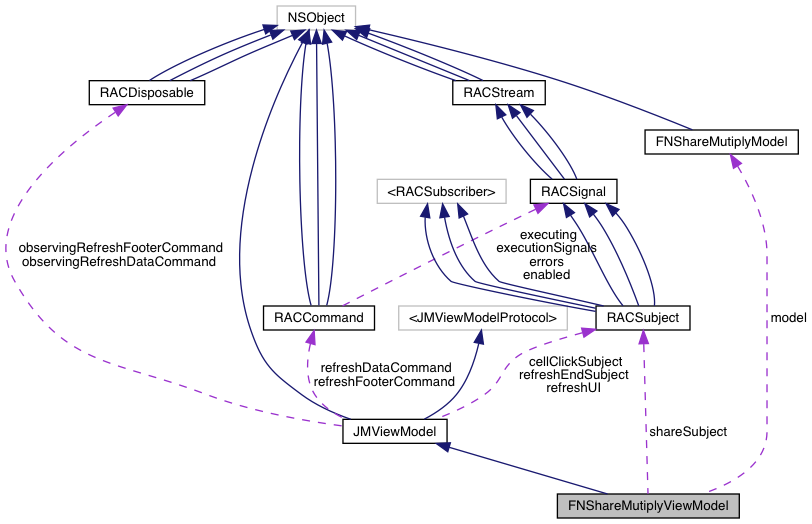 NSObject
RACDisposable
RACStream
FNShareMutiplyModel
<RACSubscriber>
RACSignal
observingRefreshFooterCommand
observingRefreshDataCommand
executing
executionSignals
errors
enabled
RACCommand
<JMViewModelProtocol>
RACSubject
model
refreshDataCommand
refreshFooterCommand
cellClickSubject
refreshEndSubject
refreshUI
JMViewModel
shareSubject
FNShareMutiplyViewModel